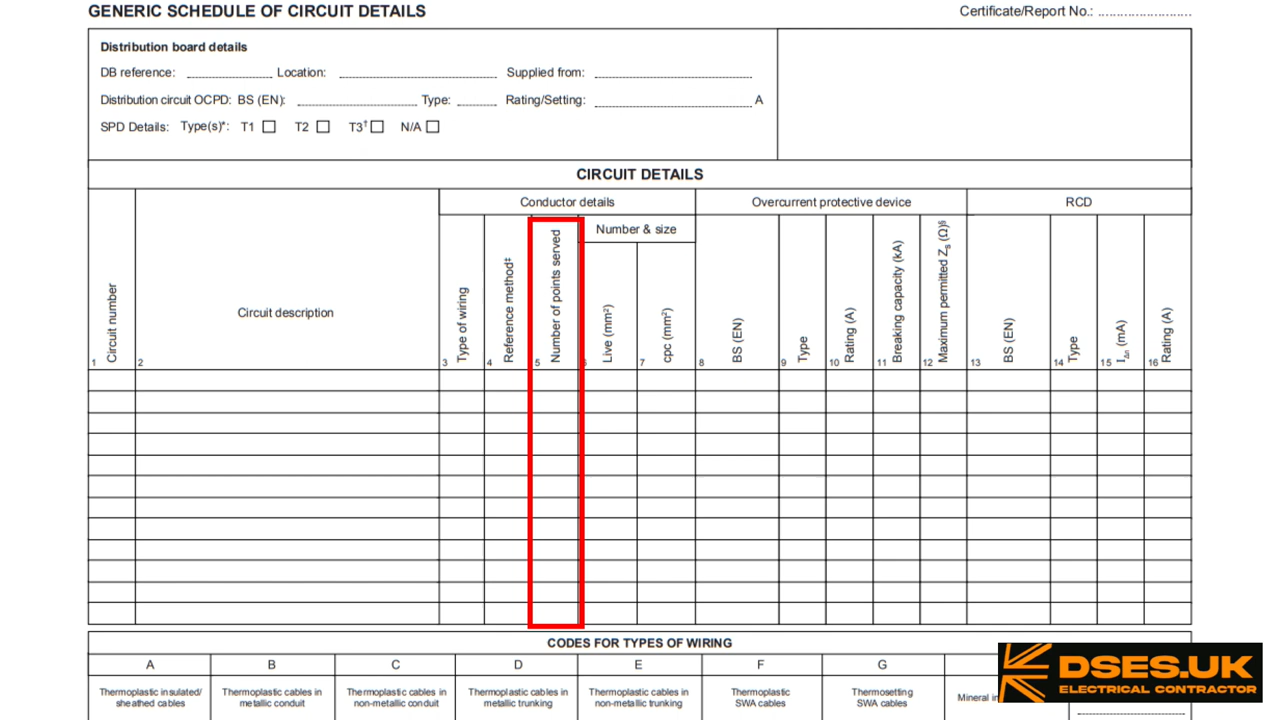 GENERIC SCHEDULE OF CIRCUIT DETAILS
Certificate/Report No.: ........................
Distribution board details
DB reference: Location: Supplied from:
Distribution circuit OCPD: BS (EN): Type: Rating/Setting: A
SPD Details: Type(s)*: T1 T2 T3† N/A
CIRCUIT DETAILS
Conductor details
Overcurrent protective device
RCD
Number & size
1 Circuit number
2 Circuit description
3 Type of wiring
4 Reference method‡
5 Number of points served
Live (mm²)
7 cpc (mm²)
8 BS (EN)
9 Type
10 Rating (A)
11 Breaking capacity (kA)
12 Maximum permitted Zs (Ω)§
13 BS (EN)
14 Type
15 IΔn (mA)
16 Rating (A)
CODES FOR TYPES OF WIRING
A B C D E F G
Thermoplastic insulated/
sheathed cables
Thermoplastic cables in
metallic conduit
Thermoplastic cables in
non-metallic conduit
Thermoplastic cables in
metallic trunking
Thermoplastic cables in
non-metallic trunking
Thermoplastic
SWA cables
Thermosetting
SWA cables
Mineral
DSES.UK
ELECTRICAL CONTRACTOR